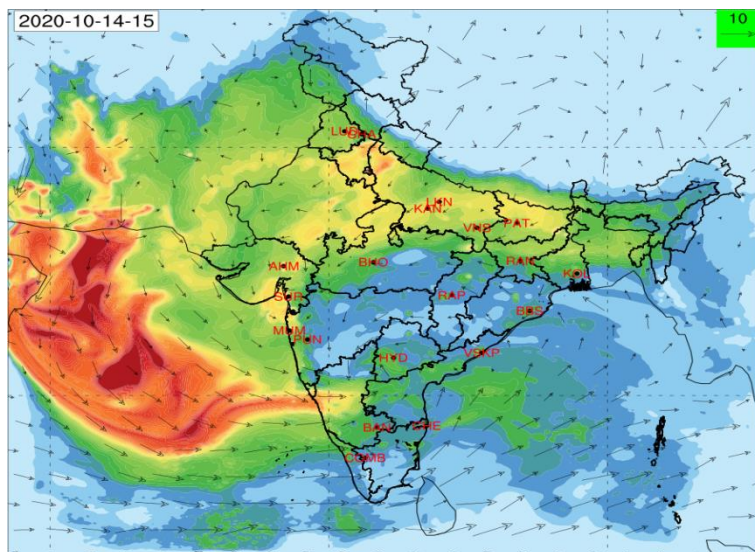 2020-10-14-15
10
LUD
CHA
LKN
KAN
VNS
PAT
AHM
BHO
RAN
KOL
SUR
RAP
BBS
MUM
PUN
HYD
VSKP
BAN
CHE
COMB